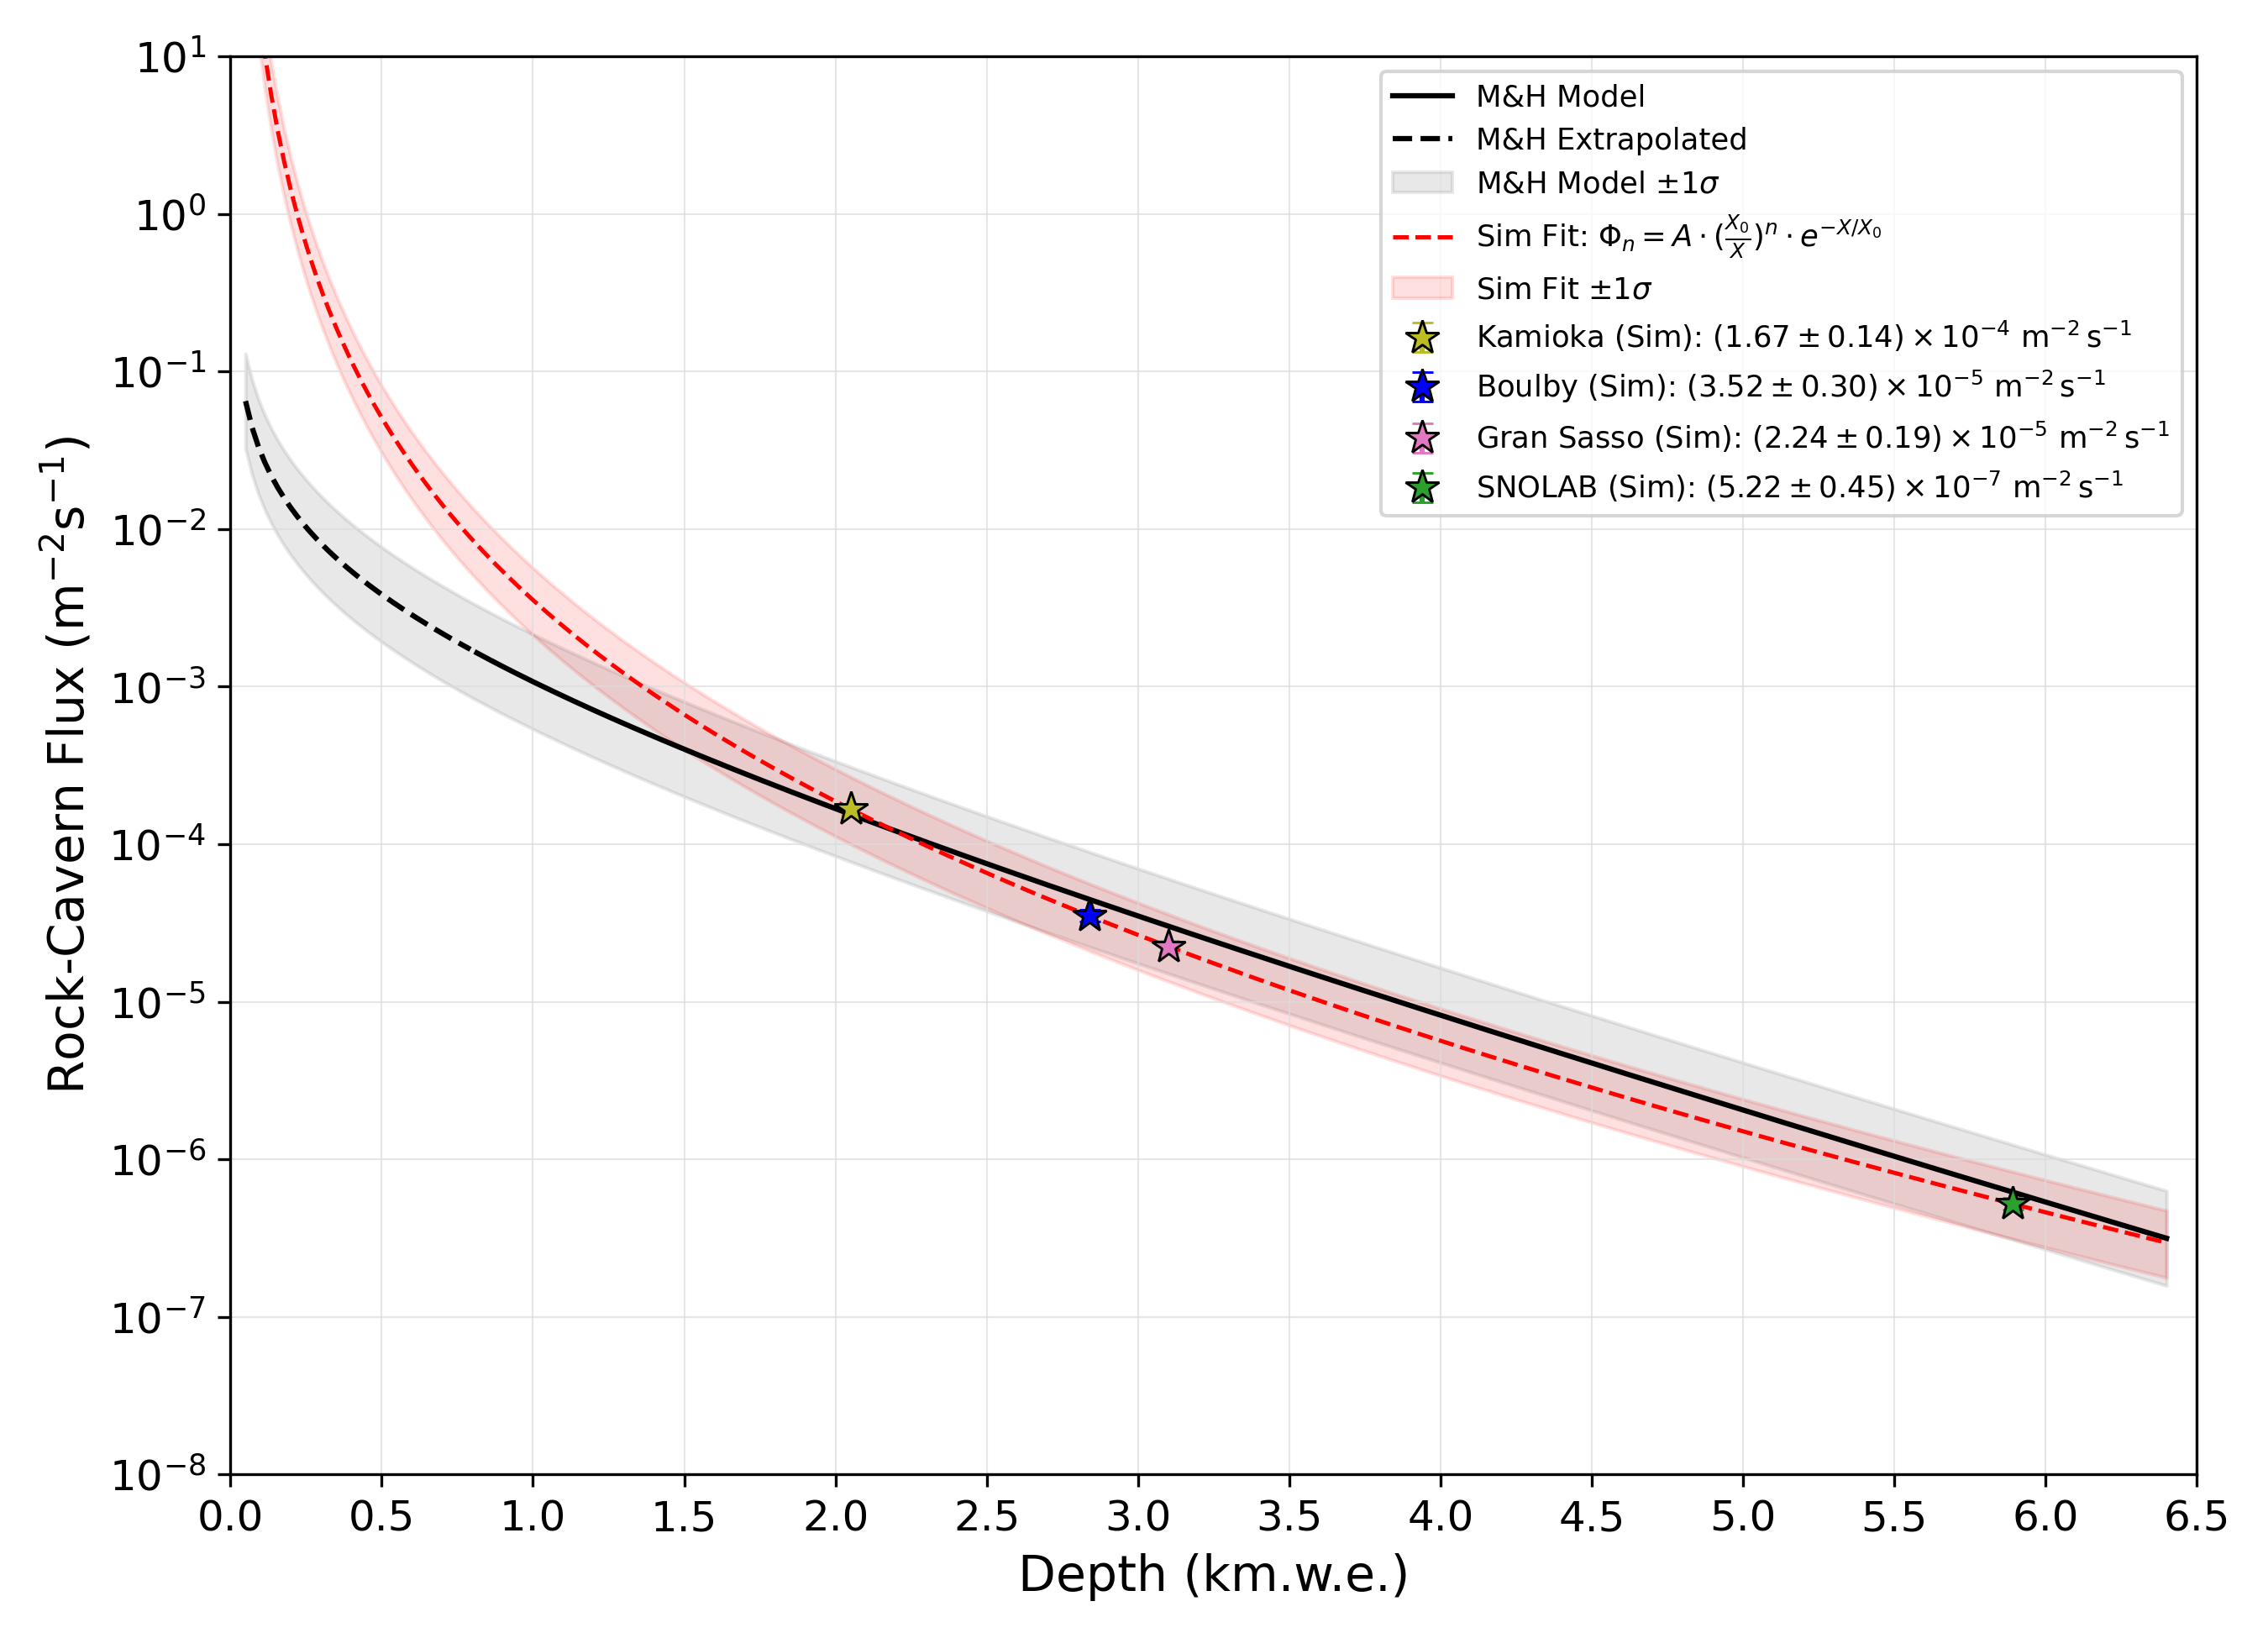 10¹
10⁰
10⁻¹
10⁻²
10⁻³
10⁻⁴
10⁻⁵
10⁻⁶
10⁻⁷
10⁻⁸
Rock-Cavern Flux (m⁻²s⁻¹)
M&H Model
M&H Extrapolated
M&H Model ±1σ
Sim Fit: Φₙ = A · (X₀/X)ⁿ · e^(−X/X₀)
Sim Fit ±1σ
Kamioka (Sim): (1.67 ± 0.14) × 10⁻⁴ m⁻² s⁻¹
Boulby (Sim): (3.52 ± 0.30) × 10⁻⁵ m⁻² s⁻¹
Gran Sasso (Sim): (2.24 ± 0.19) × 10⁻⁵ m⁻² s⁻¹
SNOLAB (Sim): (5.22 ± 0.45) × 10⁻⁷ m⁻² s⁻¹
0.0 0.5 1.0 1.5 2.0 2.5 3.0 3.5 4.0 4.5 5.0 5.5 6.0 6.5
Depth (km.w.e.)